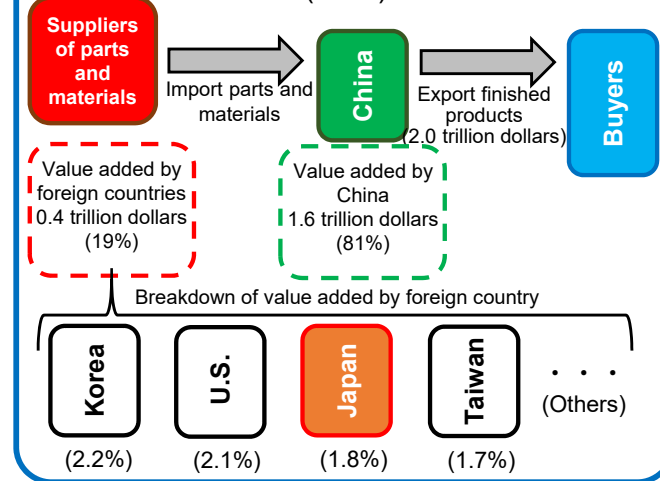 Suppliers
of parts
and
materials
Import parts and
materials
China
Export finished
products
(2.0 trillion dollars)
Buyers
Value added by
foreign countries
0.4 trillion dollars
(19%)
Value added by
China
1.6 trillion dollars
(81%)
Breakdown of value added by foreign country
Korea
U.S.
Japan
Taiwan
· · ·
(Others)
(2.2%)
(2.1%)
(1.8%)
(1.7%)